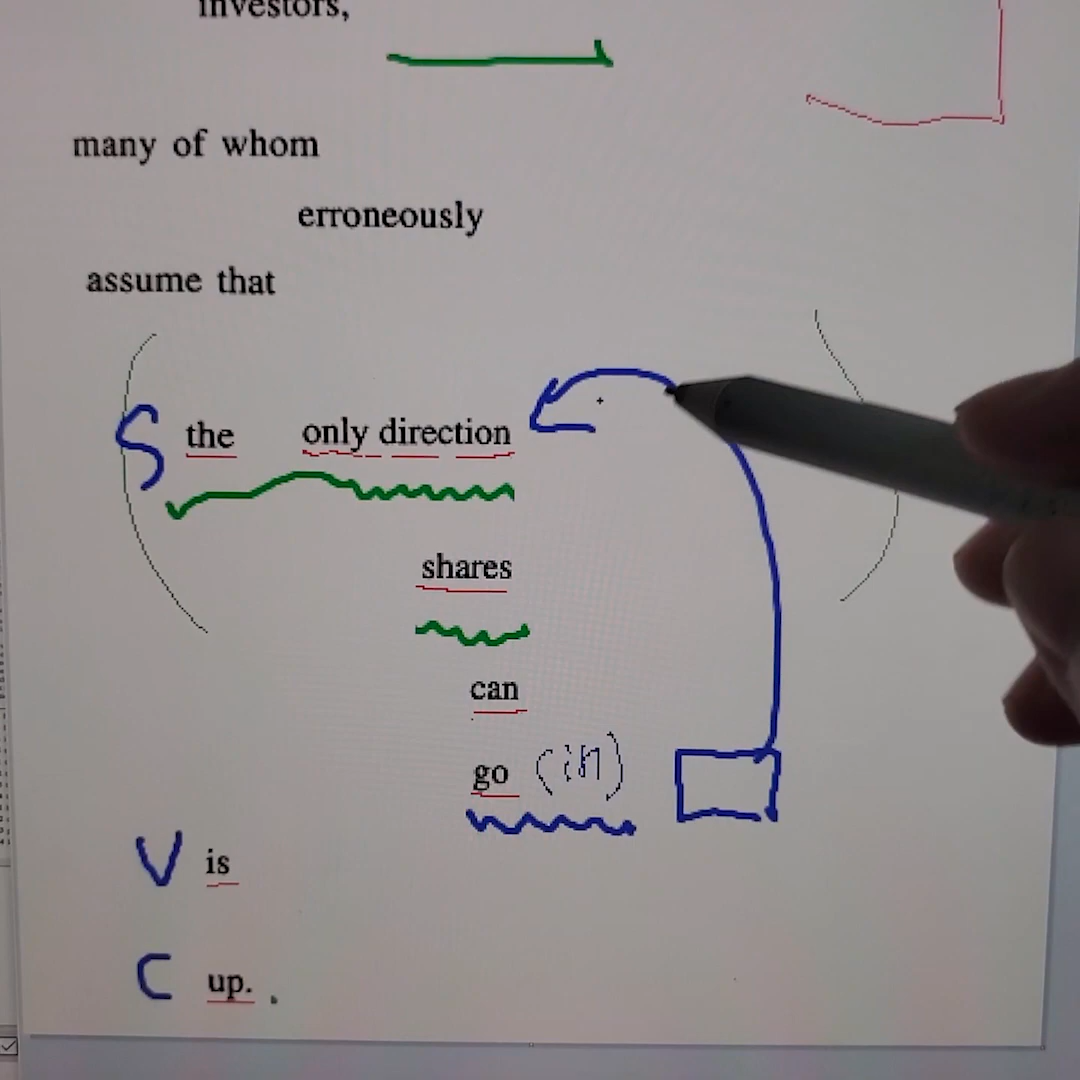 investors,
many of whom
erroneously
assume that
S the only direction
shares
can
go (in)
V is
C up. .